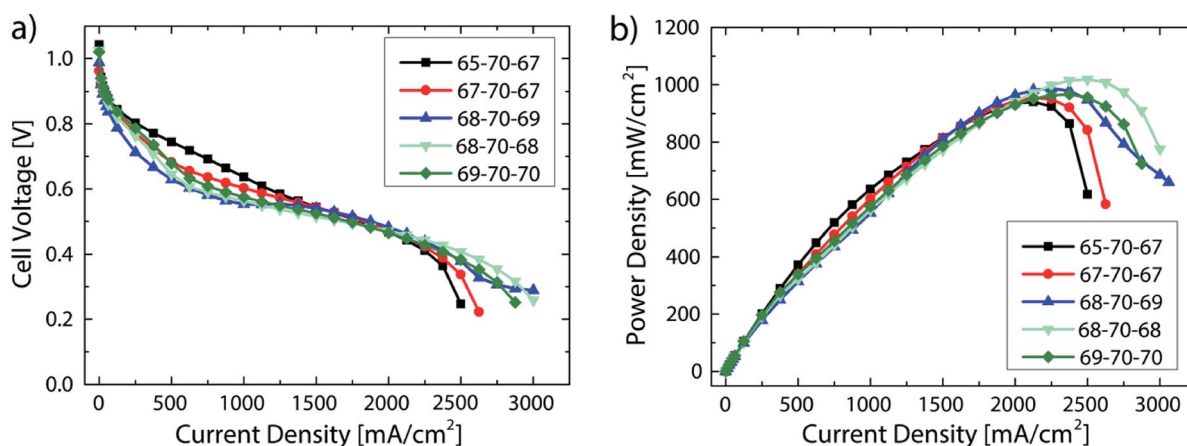 a)
Cell Voltage [V]
1.0
0.8
0.6
0.4
0.2
0.0
65-70-67
67-70-67
68-70-69
68-70-68
69-70-70
0 500 1000 1500 2000 2500 3000
Current Density [mA/cm²]
b)
Power Density [mW/cm²]
1200
1000
800
600
400
200
0
65-70-67
67-70-67
68-70-69
68-70-68
69-70-70
0 500 1000 1500 2000 2500 3000
Current Density [mA/cm²]